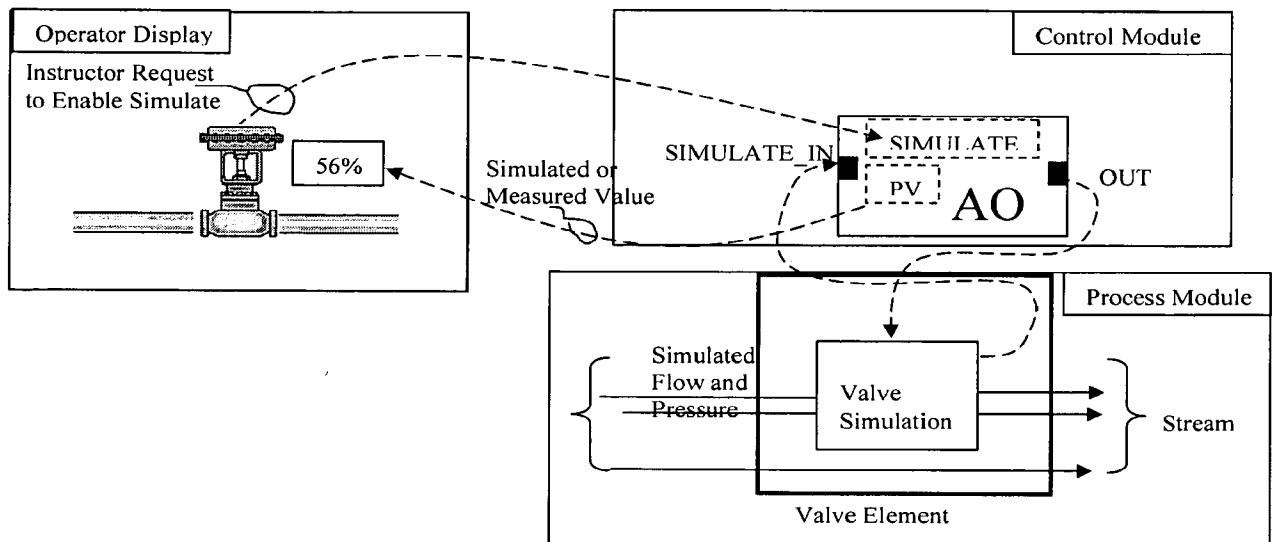 Operator Display
Instructor Request
to Enable Simulate
56%
Simulated or
Measured Value
Control Module
SIMULATE_IN
SIMULATE
PV
AO
OUT
Process Module
Simulated
Flow and
Pressure
Valve
Simulation
Stream
Valve Element